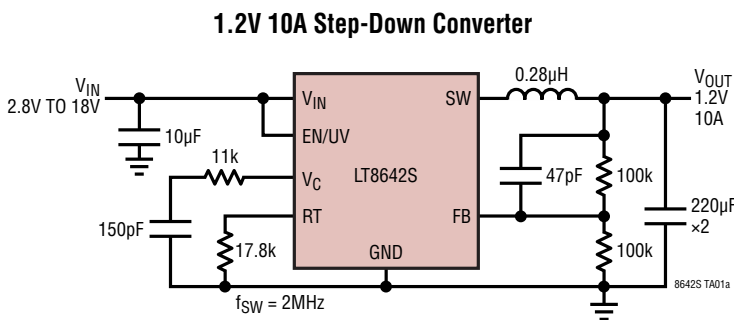 1.2V 10A Step-Down Converter
VIN
2.8V TO 18V
10µF
11k
150pF
17.8k
fSW = 2MHz
VIN
EN/UV
VC
RT
LT8642S
GND
SW
FB
0.28µH
47pF
100k
100k
VOUT
1.2V
10A
220µF
×2
8642S TA01a